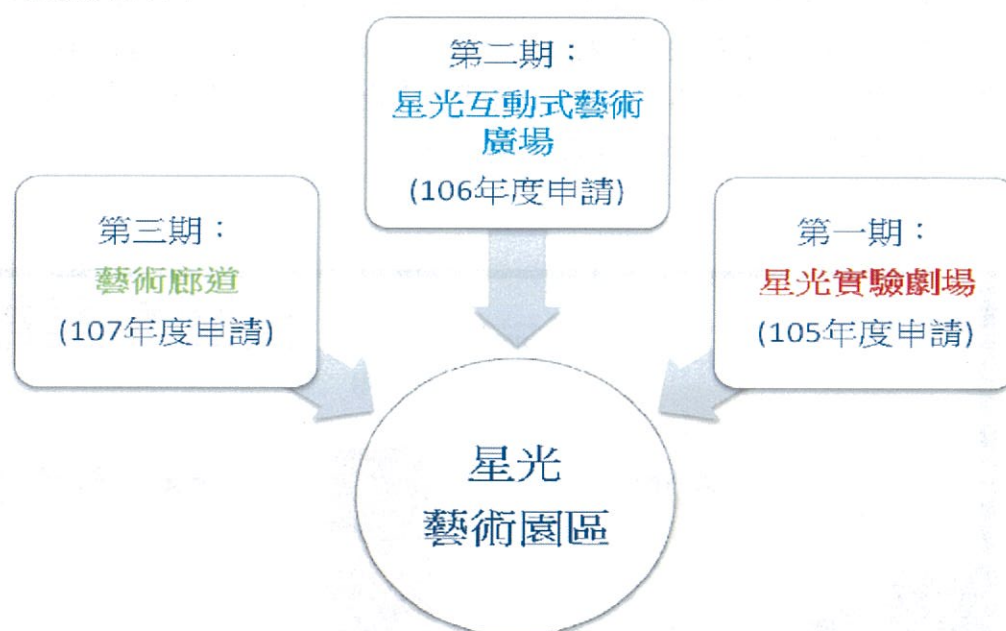 第二期：
星光互動式藝術
廣場
(106年度申請)
第三期：
藝術廊道
(107年度申請)
第一期：
星光實驗劇場
(105年度申請)
星光
藝術園區